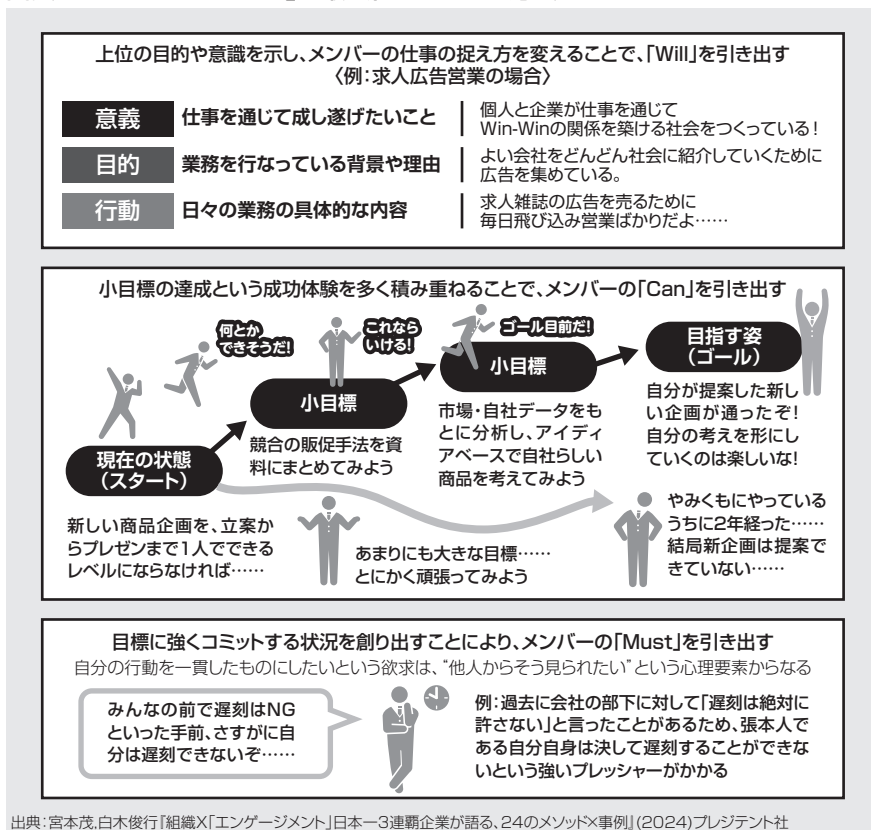 上位の目的や意識を示し、メンバーの仕事の捉え方を変えることで、「Will」を引き出す
〈例：求人広告営業の場合〉
意義 仕事を通じて成し遂げたいこと
個人と企業が仕事を通じて
Win-Winの関係を築ける社会をつくっている！
目的 業務を行なっている背景や理由
よい会社をどんどん社会に紹介していくために
広告を集めている。
行動 日々の業務の具体的な内容
求人雑誌の広告を売るために
毎日飛び込み営業ばかりだよ……
小目標の達成という成功体験を多く積み重ねることで、メンバーの「Can」を引き出す
現在の状態
（スタート）
新しい商品企画を、立案か
らプレゼンまで1人でできる
レベルにならなければ……
何とか
できそうだ！
小目標
競合の販促手法を資
料にまとめてみよう
これなら
いける！
小目標
市場・自社データをも
とに分析し、アイディ
アベースで自社らしい
商品を考えてみよう
ゴール目前だ！
目指す姿
（ゴール）
自分が提案した新し
い企画が通ったぞ！
自分の考えを形にし
ていくのは楽しいな！
あまりにも大きな目標……
とにかく頑張ってみよう
やみくもにやっている
うちに2年経った……
結局新企画は提案で
きていない……
目標に強くコミットする状況を創り出すことにより、メンバーの「Must」を引き出す
自分の行動を一貫したものにしたいという欲求は、“他人からそう見られたい”という心理要素からなる
みんなの前で遅刻はNG
といった手前、さすがに自
分は遅刻できないぞ……
例：過去に会社の部下に対して「遅刻は絶対に
許さない」と言ったことがあるため、張本人で
ある自分自身は決して遅刻することができな
いという強いプレッシャーがかかる
出典：宮本茂,白木俊行『組織X「エンゲージメント」日本一3連覇企業が語る、24のメソッド×事例』(2024)プレジデント社